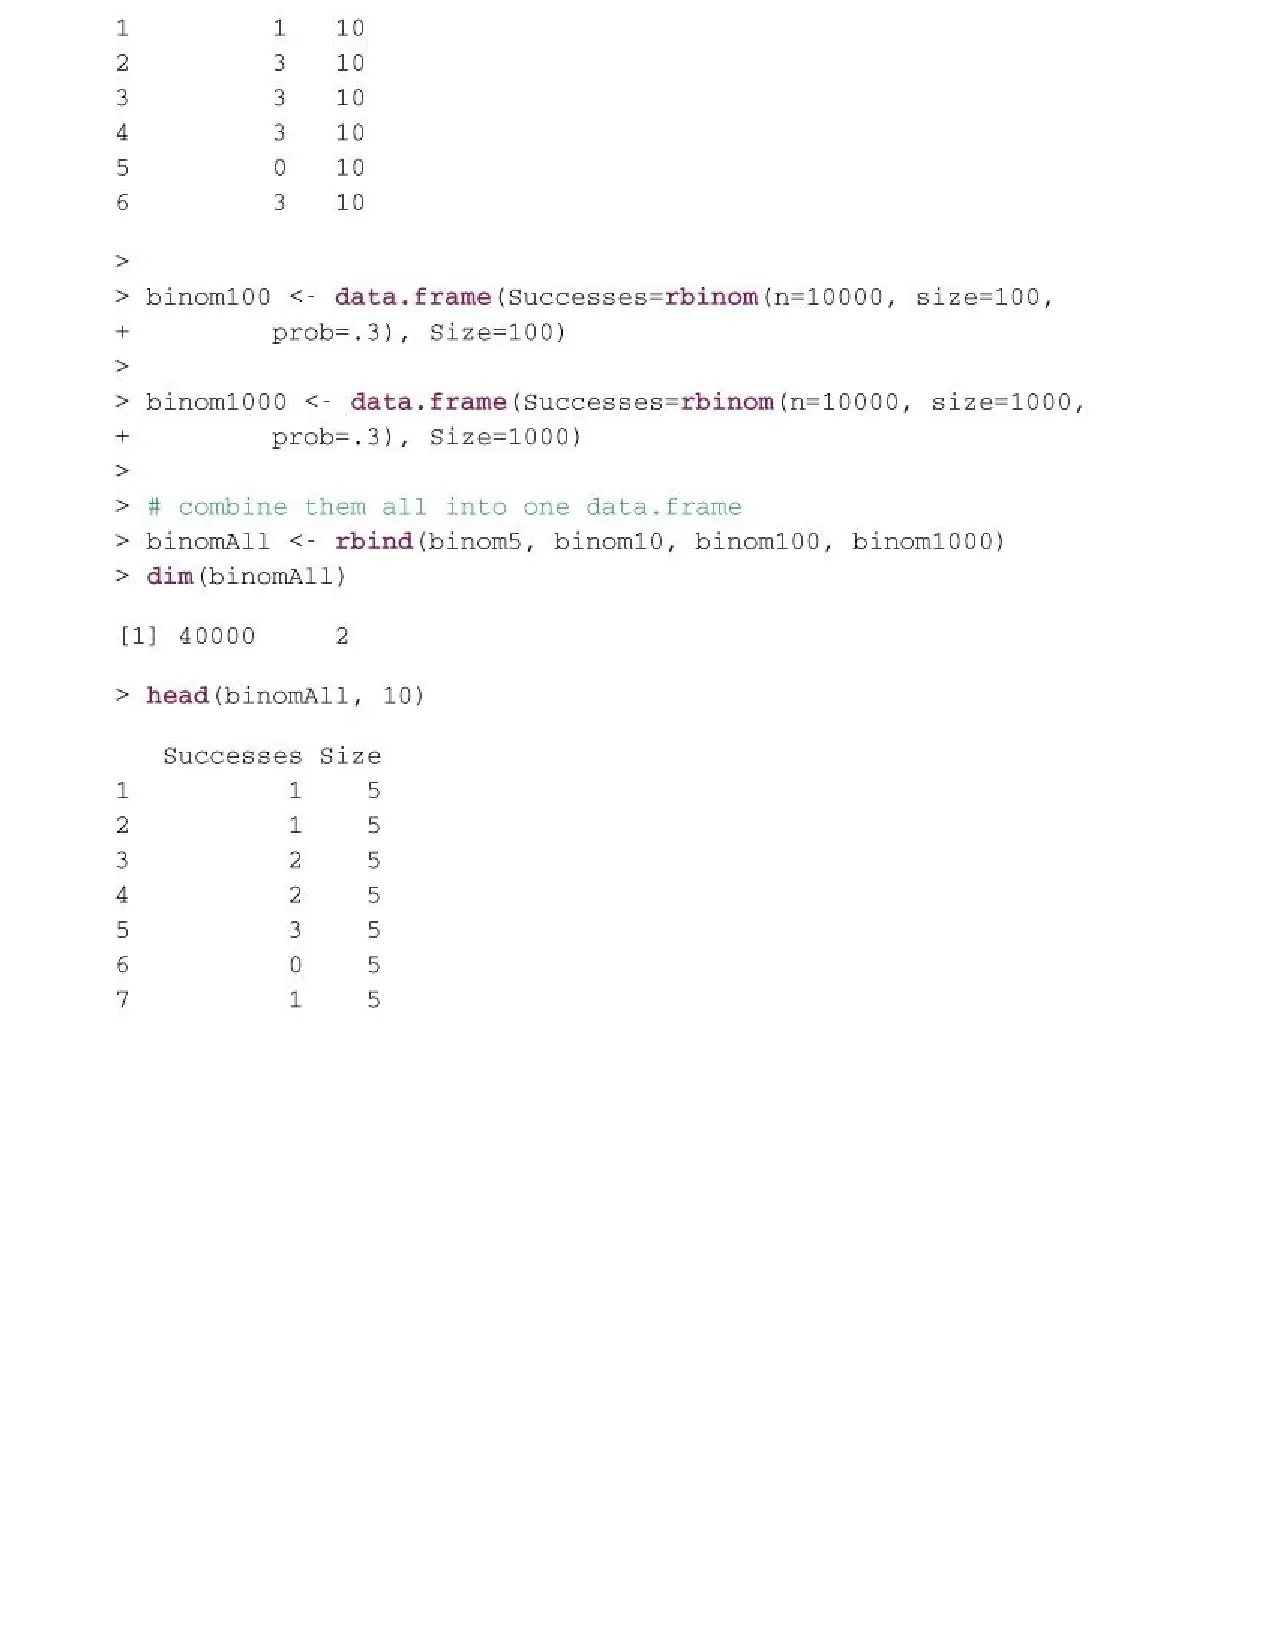 1         1   10
2         3   10
3         3   10
4         3   10
5         0   10
6         3   10
>
> binom100 <- data.frame(Successes=rbinom(n=10000, size=100,
+         prob=.3), Size=100)
>
> binom1000 <- data.frame(Successes=rbinom(n=10000, size=1000,
+         prob=.3), Size=1000)
>
> # combine them all into one data.frame
> binomAll <- rbind(binom5, binom10, binom100, binom1000)
> dim(binomAll)
[1] 40000     2
> head(binomAll, 10)
   Successes Size
1          1    5
2          1    5
3          2    5
4          2    5
5          3    5
6          0    5
7          1    5